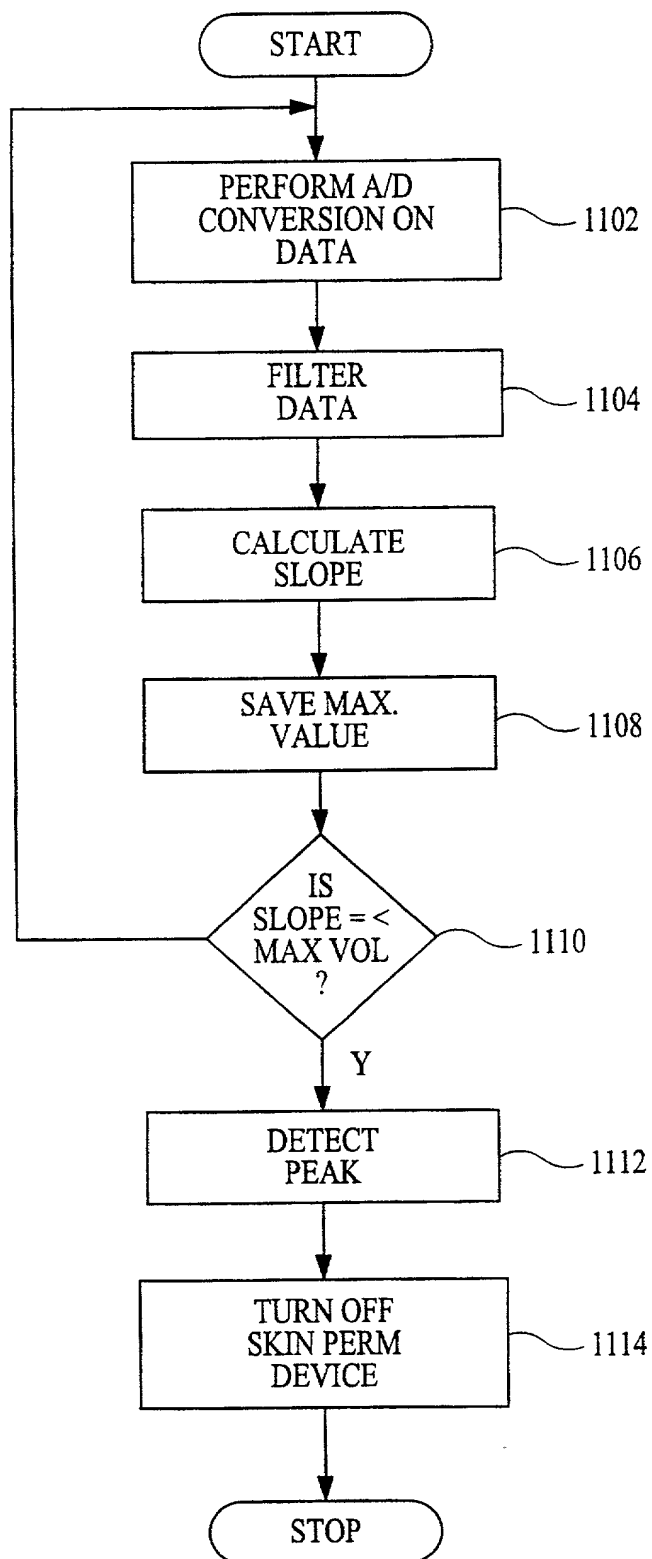 START
PERFORM A/D
CONVERSION ON
DATA
1102
FILTER
DATA
1104
CALCULATE
SLOPE
1106
SAVE MAX.
VALUE
1108
IS
SLOPE = <
MAX VOL
?
1110
Y
DETECT
PEAK
1112
TURN OFF
SKIN PERM
DEVICE
1114
STOP